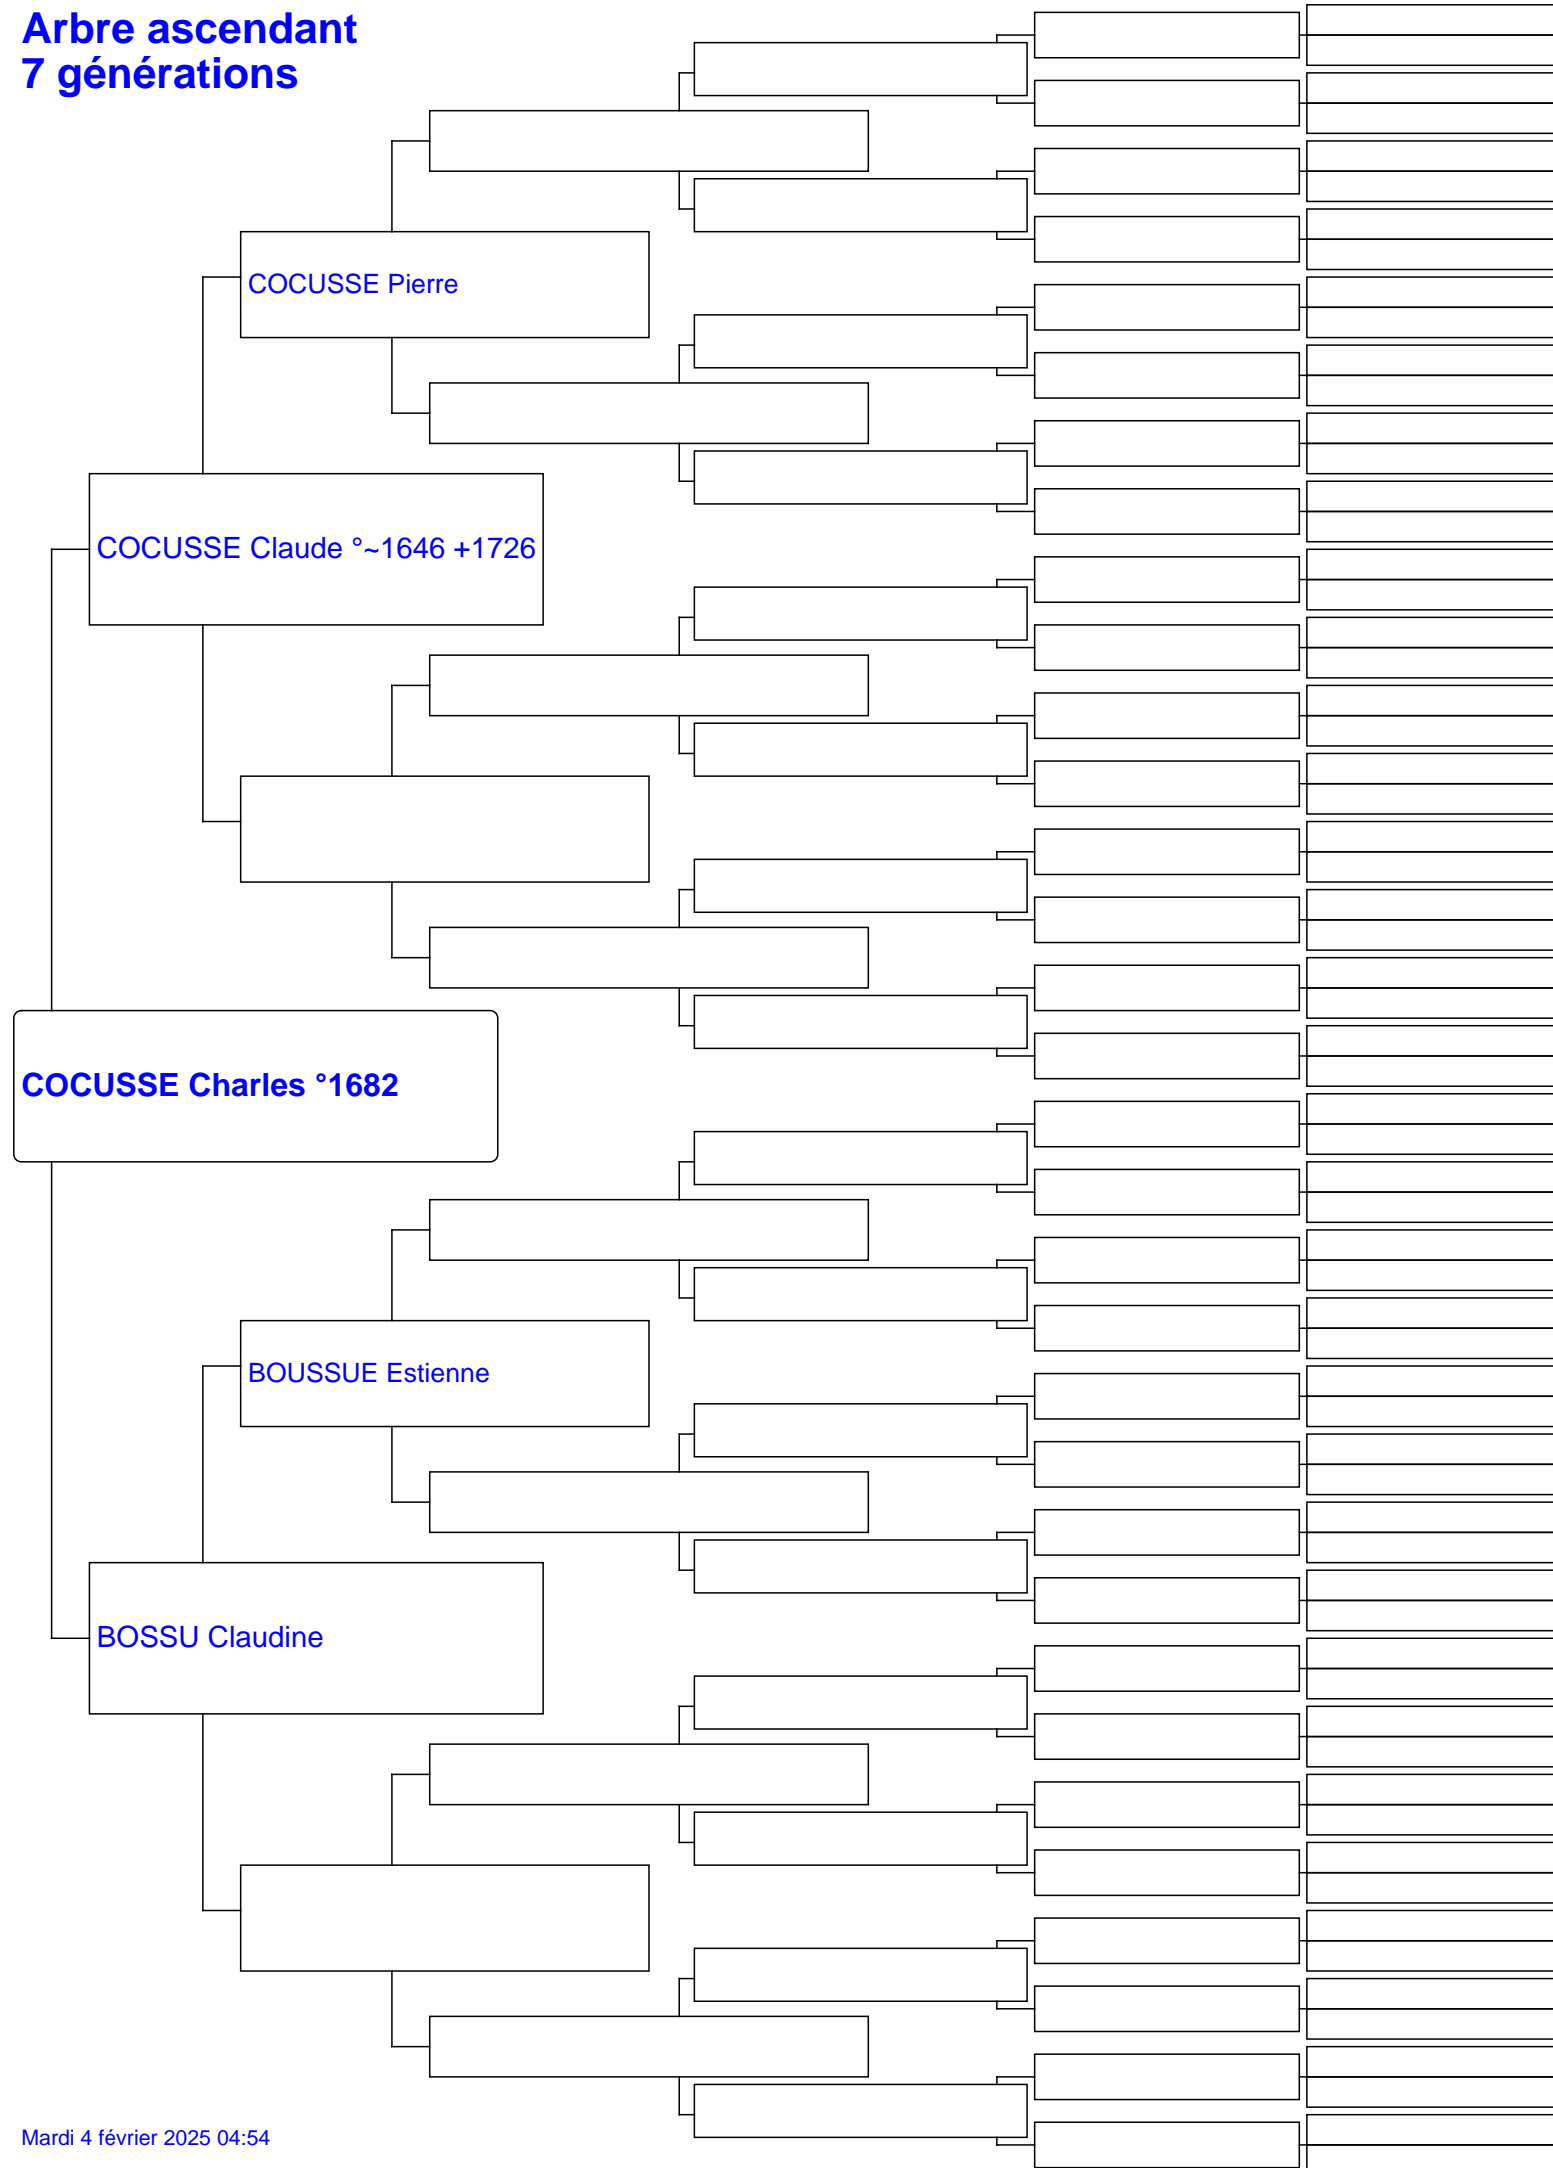 Arbre ascendant
7 générations
COCUSSE Pierre
COCUSSE Claude °~1646 +1726
COCUSSE Charles °1682
BOUSSUE Estienne
BOSSU Claudine
Mardi 4 février 2025 04:54